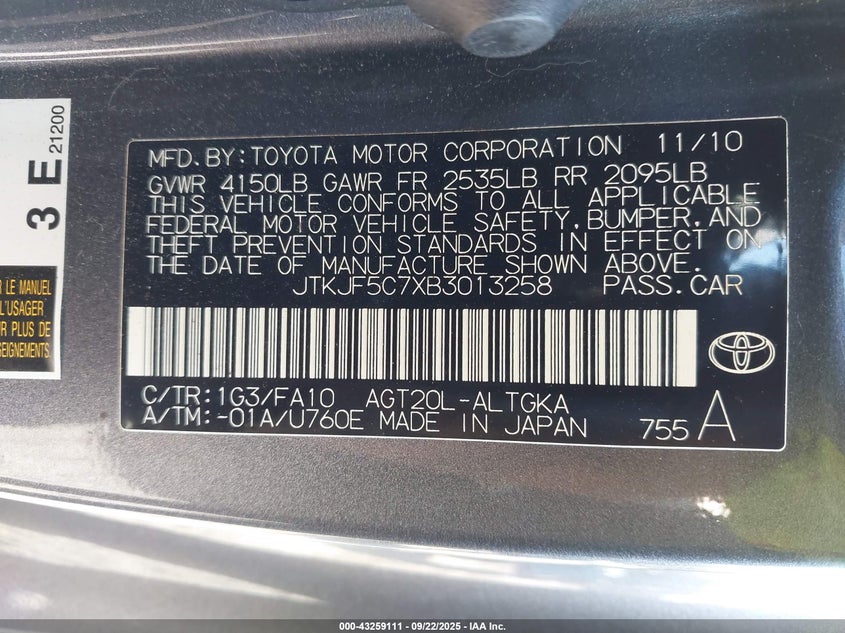 3 E
21200
R LE MANUEL
L'USAGER
UR PLUS DE
SEIGNEMENTS.
MFD.BY:TOYOTA MOTOR CORPORATION 11/10
GVWR 4150LB GAWR FR 2535LB RR 2095LB
THIS VEHICLE CONFORMS TO ALL APPLICABLE
FEDERAL MOTOR VEHICLE SAFETY,BUMPER,AND
THEFT PREVENTION STANDARDS IN EFFECT ON
THE DATE OF MANUFACTURE SHOWN ABOVE.
JTKJF5C7XB3013258 PASS.CAR
C/TR:1G3/FA10 AGT20L-ALTGKA
A/TM:-01A/U760E MADE IN JAPAN 755 A
000-43259111 - 09/22/2025 - IAA Inc.